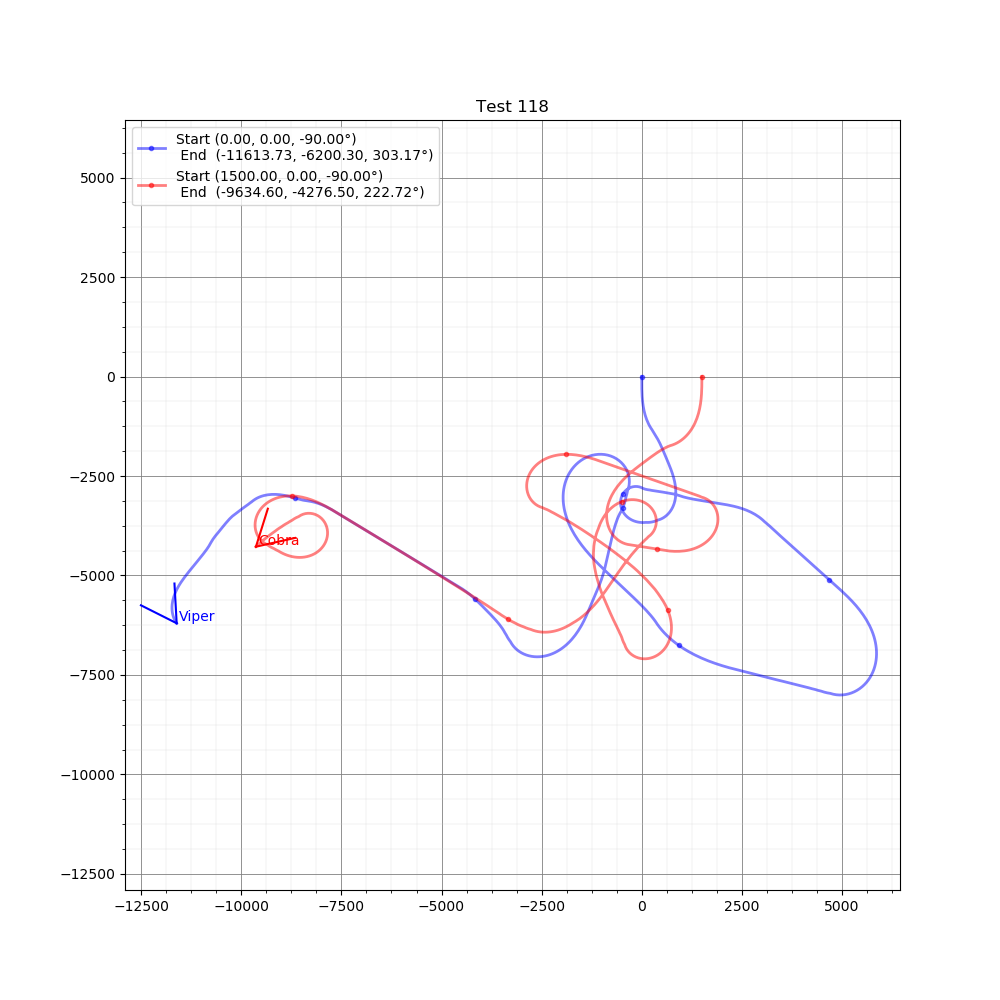 Test 118
Start (0.00, 0.00, -90.00°)
End  (-11613.73, -6200.30, 303.17°)
Start (1500.00, 0.00, -90.00°)
End  (-9634.60, -4276.50, 222.72°)
5000
2500
0
−2500
−5000
−7500
−10000
−12500
Cobra
Viper
−12500 −10000 −7500 −5000 −2500 0 2500 5000